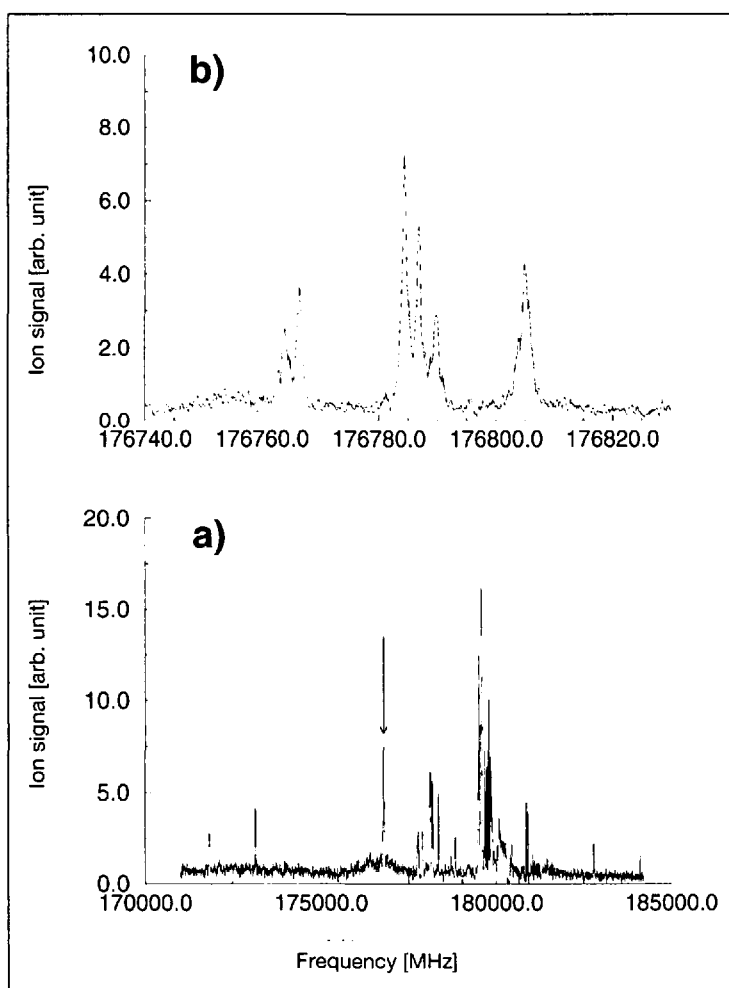 b)
10.0
8.0
6.0
4.0
2.0
0.0
Ion signal [arb. unit]
176740.0 176760.0 176780.0 176800.0 176820.0
a)
20.0
15.0
10.0
5.0
0.0
Ion signal [arb. unit]
170000.0 175000.0 180000.0 185000.0
Frequency [MHz]